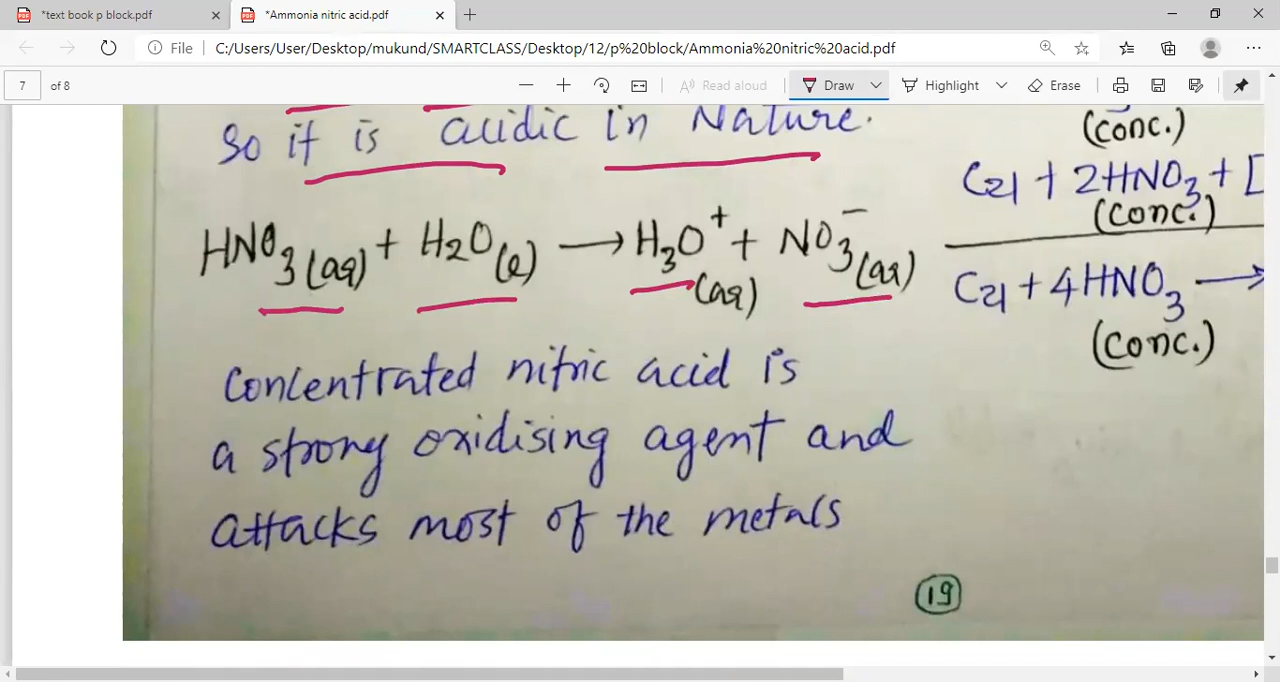 *text book p block.pdf
*Ammonia nitric acid.pdf
File
C:/Users/User/Desktop/mukund/SMARTCLASS/Desktop/12/p%20block/Ammonia%20nitric%20acid.pdf
7 of 8
Read aloud
Draw
Highlight
Erase
So it is acidic in Nature.
HNO3(aq) + H2O(l) → H3O+(aq) + NO3−(aq)
Concentrated nitric acid is
a strong oxidising agent and
attacks most of the metals
19
(conc.)
Cu + 2HNO3 + [
(conc.)
Cu + 4HNO3 →
(conc.)